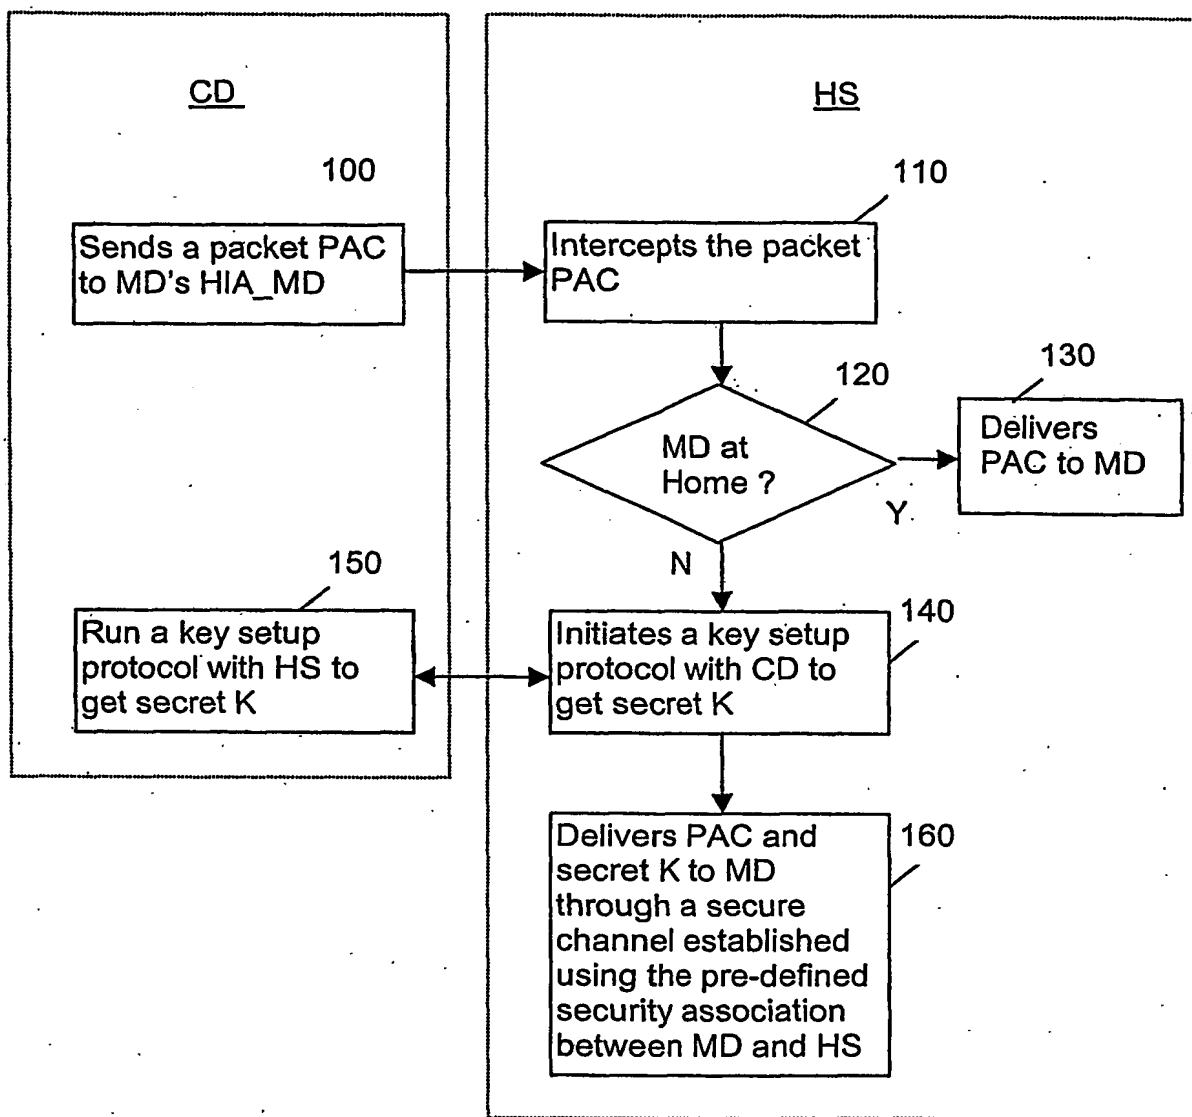 CD
HS
100
110
Sends a packet PAC
to MD's HIA_MD
Intercepts the packet
PAC
120
130
MD at
Home ?
Delivers
PAC to MD
Y
N
150
140
Run a key setup
protocol with HS to
get secret K
Initiates a key setup
protocol with CD to
get secret K
160
Delivers PAC and
secret K to MD
through a secure
channel established
using the pre-defined
security association
between MD and HS